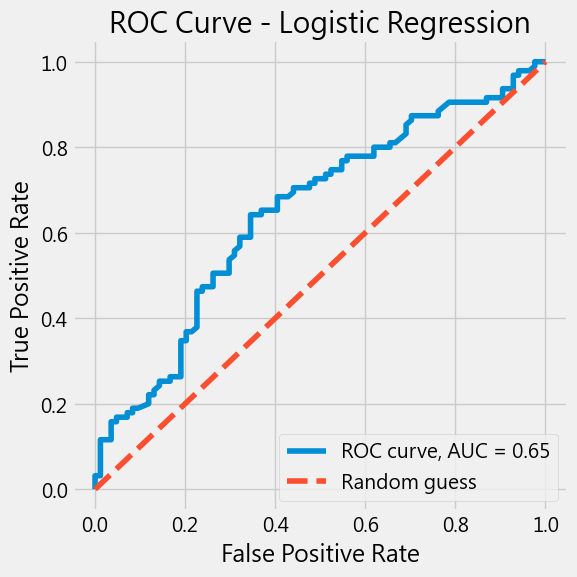 ROC Curve - Logistic Regression
True Positive Rate
1.0
0.8
0.6
0.4
0.2
0.0
ROC curve, AUC = 0.65
Random guess
0.0 0.2 0.4 0.6 0.8 1.0
False Positive Rate